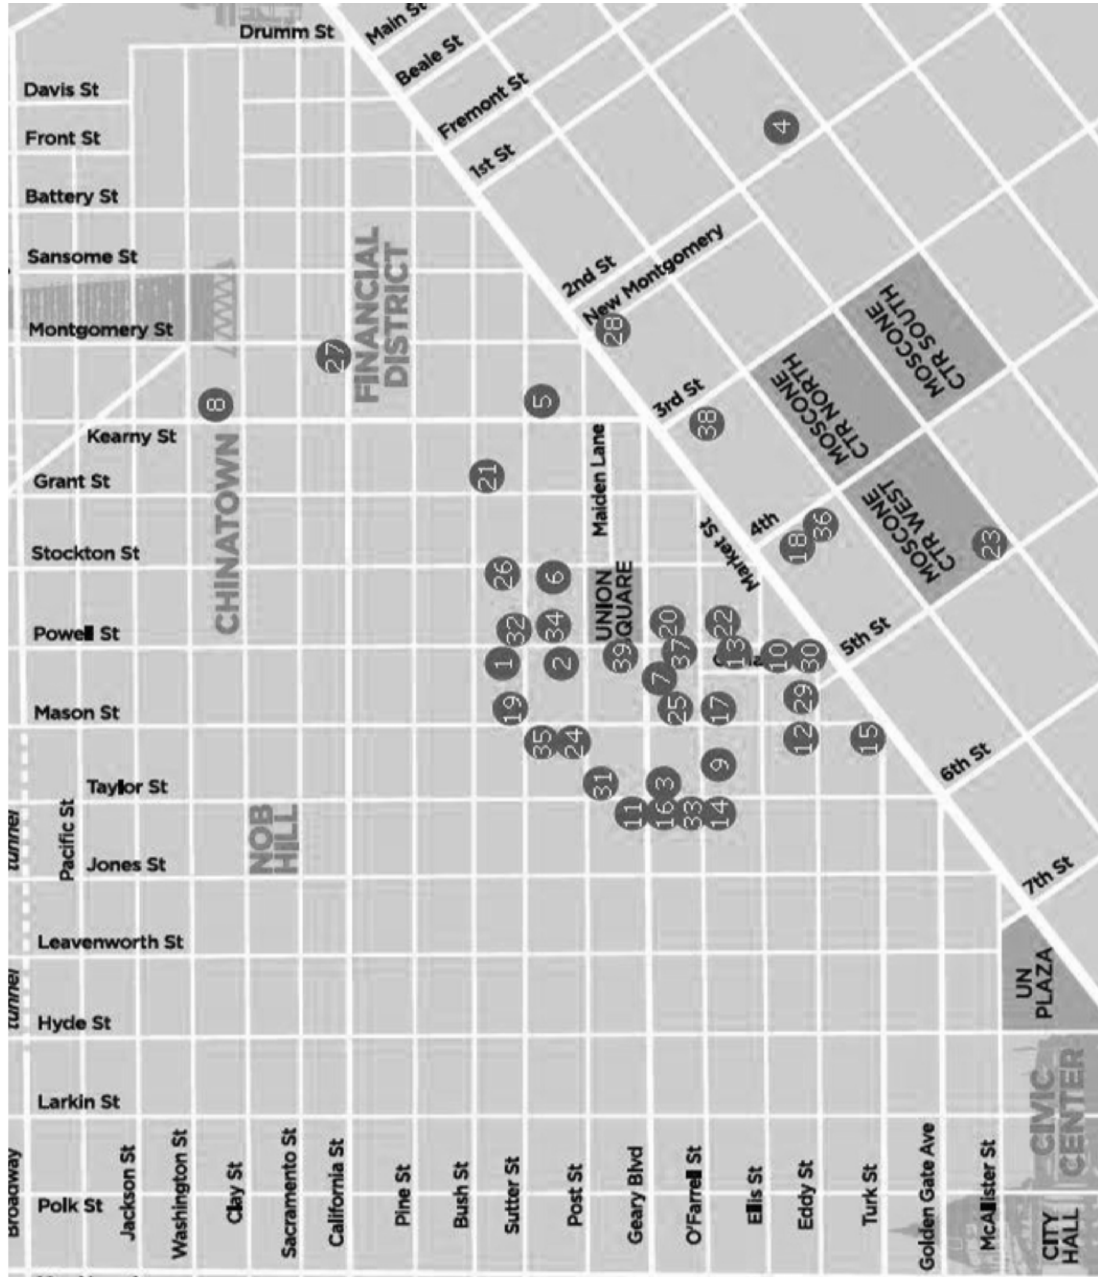 Drumm St
Main St
Beale St
Fremont St
1st St
Davis St
Front St
Battery St
Sansome St
Montgomery St
Kearny St
Grant St
Stockton St
Powell St
Mason St
Taylor St
Jones St
Leavenworth St
Hyde St
Larkin St
Polk St
2nd St
New Montgomery
3rd St
4th
5th St
6th St
7th St
Market St
Maiden Lane
FINANCIAL
DISTRICT
CHINATOWN
NOB
HILL
UNION
SQUARE
MOSCONE
CTR SOUTH
MOSCONE
CTR NORTH
MOSCONE
CTR WEST
UN
PLAZA
CIVIC
CENTER
CITY
HALL
tunnel
tunnel
Broadway
Pacific St
Jackson St
Washington St
Clay St
Sacramento St
California St
Pine St
Bush St
Sutter St
Post St
Geary Blvd
O'Farrell St
Ellis St
Eddy St
Turk St
Golden Gate Ave
McAllister St
4
28
27
8
5
38
21
36
18
23
26
6
32
34
20
22
1
2
39
37
13
10
30
7
19
25
17
29
35
24
12
15
9
31
3
11
16
33
14